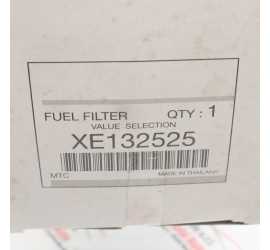 FUEL FILTER QTY : 1
VALUE SELECTION
XE132525
MTC MADE IN THAILAND